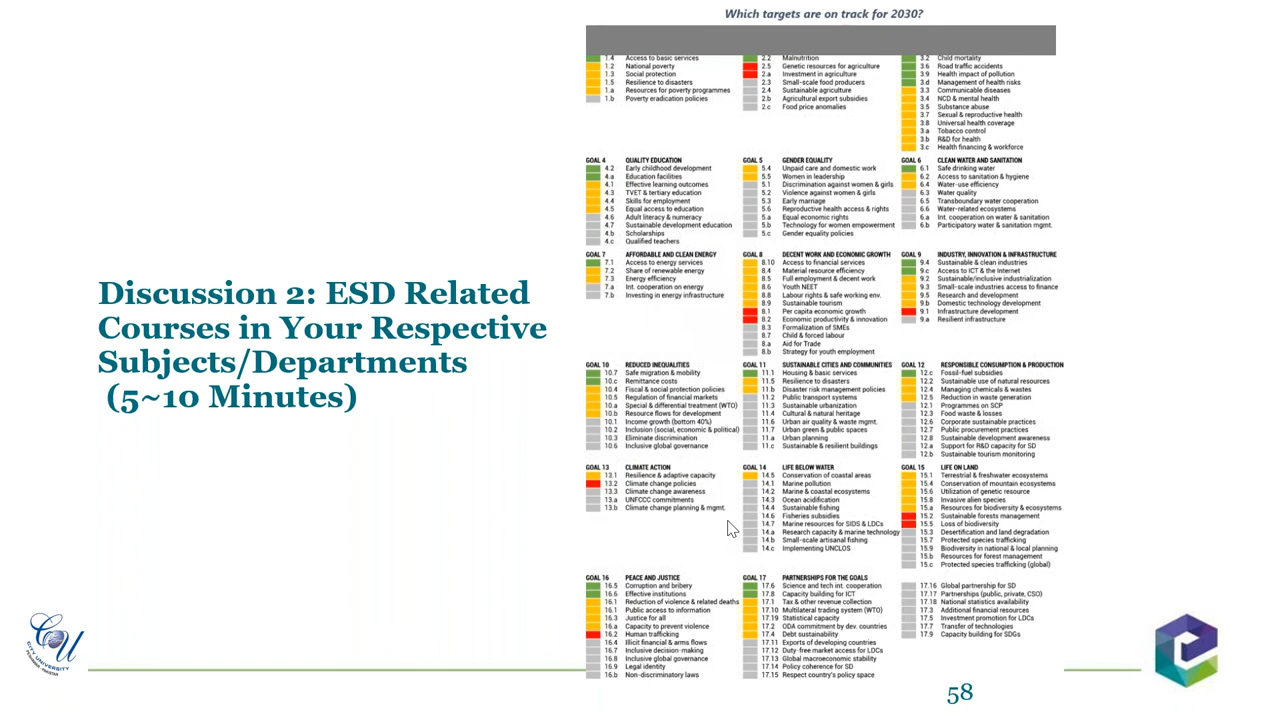 Which targets are on track for 2030?
1.4 Access to basic services
1.2 National poverty
1.3 Social protection
1.5 Resilience to disasters
1.a Resources for poverty programmes
1.b Poverty eradication policies
2.2 Malnutrition
2.5 Genetic resources for agriculture
2.a Investment in agriculture
2.3 Small-scale food producers
2.4 Sustainable agriculture
2.b Agricultural export subsidies
2.c Food price anomalies
3.2 Child mortality
3.6 Road traffic accidents
3.9 Health impact of pollution
3.d Management of health risks
3.3 Communicable diseases
3.4 NCD & mental health
3.5 Substance abuse
3.7 Sexual & reproductive health
3.8 Universal health coverage
3.a Tobacco control
3.b R&D for health
3.c Health financing & workforce
GOAL 4 QUALITY EDUCATION
4.2 Early childhood development
4.a Education facilities
4.1 Effective learning outcomes
4.3 TVET & tertiary education
4.4 Skills for employment
4.5 Equal access to education
4.6 Adult literacy & numeracy
4.7 Sustainable development education
4.b Scholarships
4.c Qualified teachers
GOAL 5 GENDER EQUALITY
5.4 Unpaid care and domestic work
5.5 Women in leadership
5.1 Discrimination against women & girls
5.2 Violence against women & girls
5.3 Early marriage
5.6 Reproductive health access & rights
5.a Equal economic rights
5.b Technology for women empowerment
5.c Gender equality policies
GOAL 6 CLEAN WATER AND SANITATION
6.1 Safe drinking water
6.2 Access to sanitation & hygiene
6.4 Water-use efficiency
6.3 Water quality
6.5 Transboundary water cooperation
6.6 Water-related ecosystems
6.a Int. cooperation on water & sanitation
6.b Participatory water & sanitation mgmt.
GOAL 7 AFFORDABLE AND CLEAN ENERGY
7.1 Access to energy services
7.2 Share of renewable energy
7.3 Energy efficiency
7.a Int. cooperation on energy
7.b Investing in energy infrastructure
GOAL 8 DECENT WORK AND ECONOMIC GROWTH
8.10 Access to financial services
8.4 Material resource efficiency
8.5 Full employment & decent work
8.6 Youth NEET
8.8 Labour rights & safe working env.
8.9 Sustainable tourism
8.1 Per capita economic growth
8.2 Economic productivity & innovation
8.3 Formalization of SMEs
8.7 Child & forced labour
8.a Aid for Trade
8.b Strategy for youth employment
GOAL 9 INDUSTRY, INNOVATION & INFRASTRUCTURE
9.4 Sustainable & clean industries
9.c Access to ICT & the Internet
9.2 Sustainable/inclusive industrialization
9.3 Small-scale industries access to finance
9.5 Research and development
9.b Domestic technology development
9.1 Infrastructure development
9.a Resilient infrastructure
Discussion 2: ESD Related
Courses in Your Respective
Subjects/Departments
(5~10 Minutes)
GOAL 10 REDUCED INEQUALITIES
10.7 Safe migration & mobility
10.c Remittance costs
10.4 Fiscal & social protection policies
10.5 Regulation of financial markets
10.a Special & differential treatment (WTO)
10.b Resource flows for development
10.1 Income growth (bottom 40%)
10.2 Inclusion (social, economic & political)
10.3 Eliminate discrimination
10.6 Inclusive global governance
GOAL 11 SUSTAINABLE CITIES AND COMMUNITIES
11.1 Housing & basic services
11.5 Resilience to disasters
11.b Disaster risk management policies
11.2 Public transport systems
11.3 Sustainable urbanization
11.4 Cultural & natural heritage
11.6 Urban air quality & waste mgmt.
11.7 Urban green & public spaces
11.a Urban planning
11.c Sustainable & resilient buildings
GOAL 12 RESPONSIBLE CONSUMPTION & PRODUCTION
12.c Fossil-fuel subsidies
12.2 Sustainable use of natural resources
12.4 Managing chemicals & wastes
12.5 Reduction in waste generation
12.1 Programmes on SCP
12.3 Food waste & losses
12.6 Corporate sustainable practices
12.7 Public procurement practices
12.8 Sustainable development awareness
12.a Support for R&D capacity for SD
12.b Sustainable tourism monitoring
GOAL 13 CLIMATE ACTION
13.1 Resilience & adaptive capacity
13.2 Climate change policies
13.3 Climate change awareness
13.a UNFCCC commitments
13.b Climate change planning & mgmt.
GOAL 14 LIFE BELOW WATER
14.5 Conservation of coastal areas
14.1 Marine pollution
14.2 Marine & coastal ecosystems
14.3 Ocean acidification
14.4 Sustainable fishing
14.6 Fisheries subsidies
14.7 Marine resources for SIDS & LDCs
14.a Research capacity & marine technology
14.b Small-scale artisanal fishing
14.c Implementing UNCLOS
GOAL 15 LIFE ON LAND
15.1 Terrestrial & freshwater ecosystems
15.4 Conservation of mountain ecosystems
15.6 Utilization of genetic resource
15.8 Invasive alien species
15.a Resources for biodiversity & ecosystems
15.2 Sustainable forests management
15.5 Loss of biodiversity
15.3 Desertification and land degradation
15.7 Protected species trafficking
15.9 Biodiversity in national & local planning
15.b Resources for forest management
15.c Protected species trafficking (global)
GOAL 16 PEACE AND JUSTICE
16.5 Corruption and bribery
16.6 Effective institutions
16.1 Reduction of violence & related deaths
16.1 Public access to information
16.3 Justice for all
16.a Capacity to prevent violence
16.2 Human trafficking
16.4 Illicit financial & arms flows
16.7 Inclusive decision-making
16.8 Inclusive global governance
16.9 Legal identity
16.b Non-discriminatory laws
GOAL 17 PARTNERSHIPS FOR THE GOALS
17.6 Science and tech int. cooperation
17.8 Capacity building for ICT
17.1 Tax & other revenue collection
17.10 Multilateral trading system (WTO)
17.19 Statistical capacity
17.2 ODA commitment by dev. countries
17.4 Debt sustainability
17.11 Exports of developing countries
17.12 Duty-free market access for LDCs
17.13 Global macroeconomic stability
17.14 Policy coherence for SD
17.15 Respect country's policy space
17.16 Global partnership for SD
17.17 Partnerships (public, private, CSO)
17.18 National statistics availability
17.3 Additional financial resources
17.5 Investment promotion for LDCs
17.7 Transfer of technologies
17.9 Capacity building for SDGs
CITY UNIVERSITY
58